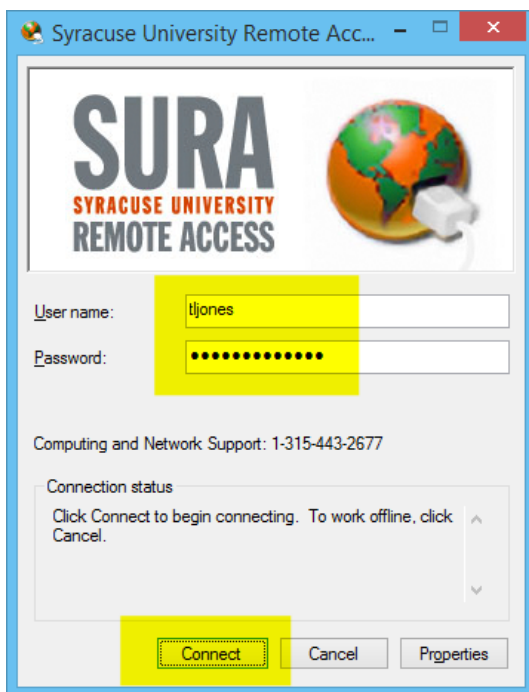 Syracuse University Remote Acc...
SURA
SYRACUSE UNIVERSITY
REMOTE ACCESS
User name: tljones
Password: •••••••••••••
Computing and Network Support: 1-315-443-2677
Connection status
Click Connect to begin connecting. To work offline, click
Cancel.
Connect Cancel Properties